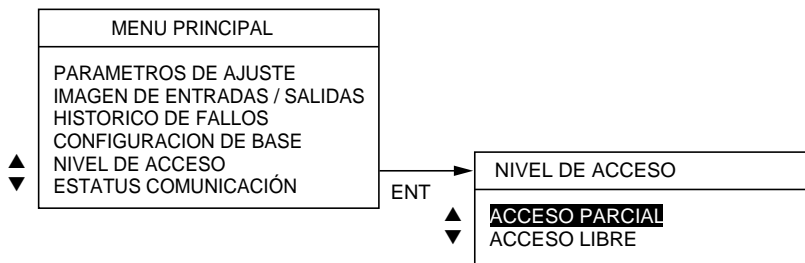 MENU PRINCIPAL
PARAMETROS DE AJUSTE
IMAGEN DE ENTRADAS / SALIDAS
HISTORICO DE FALLOS
CONFIGURACION DE BASE
NIVEL DE ACCESO
ESTATUS COMUNICACIÓN
ENT
NIVEL DE ACCESO
ACCESO PARCIAL
ACCESO LIBRE